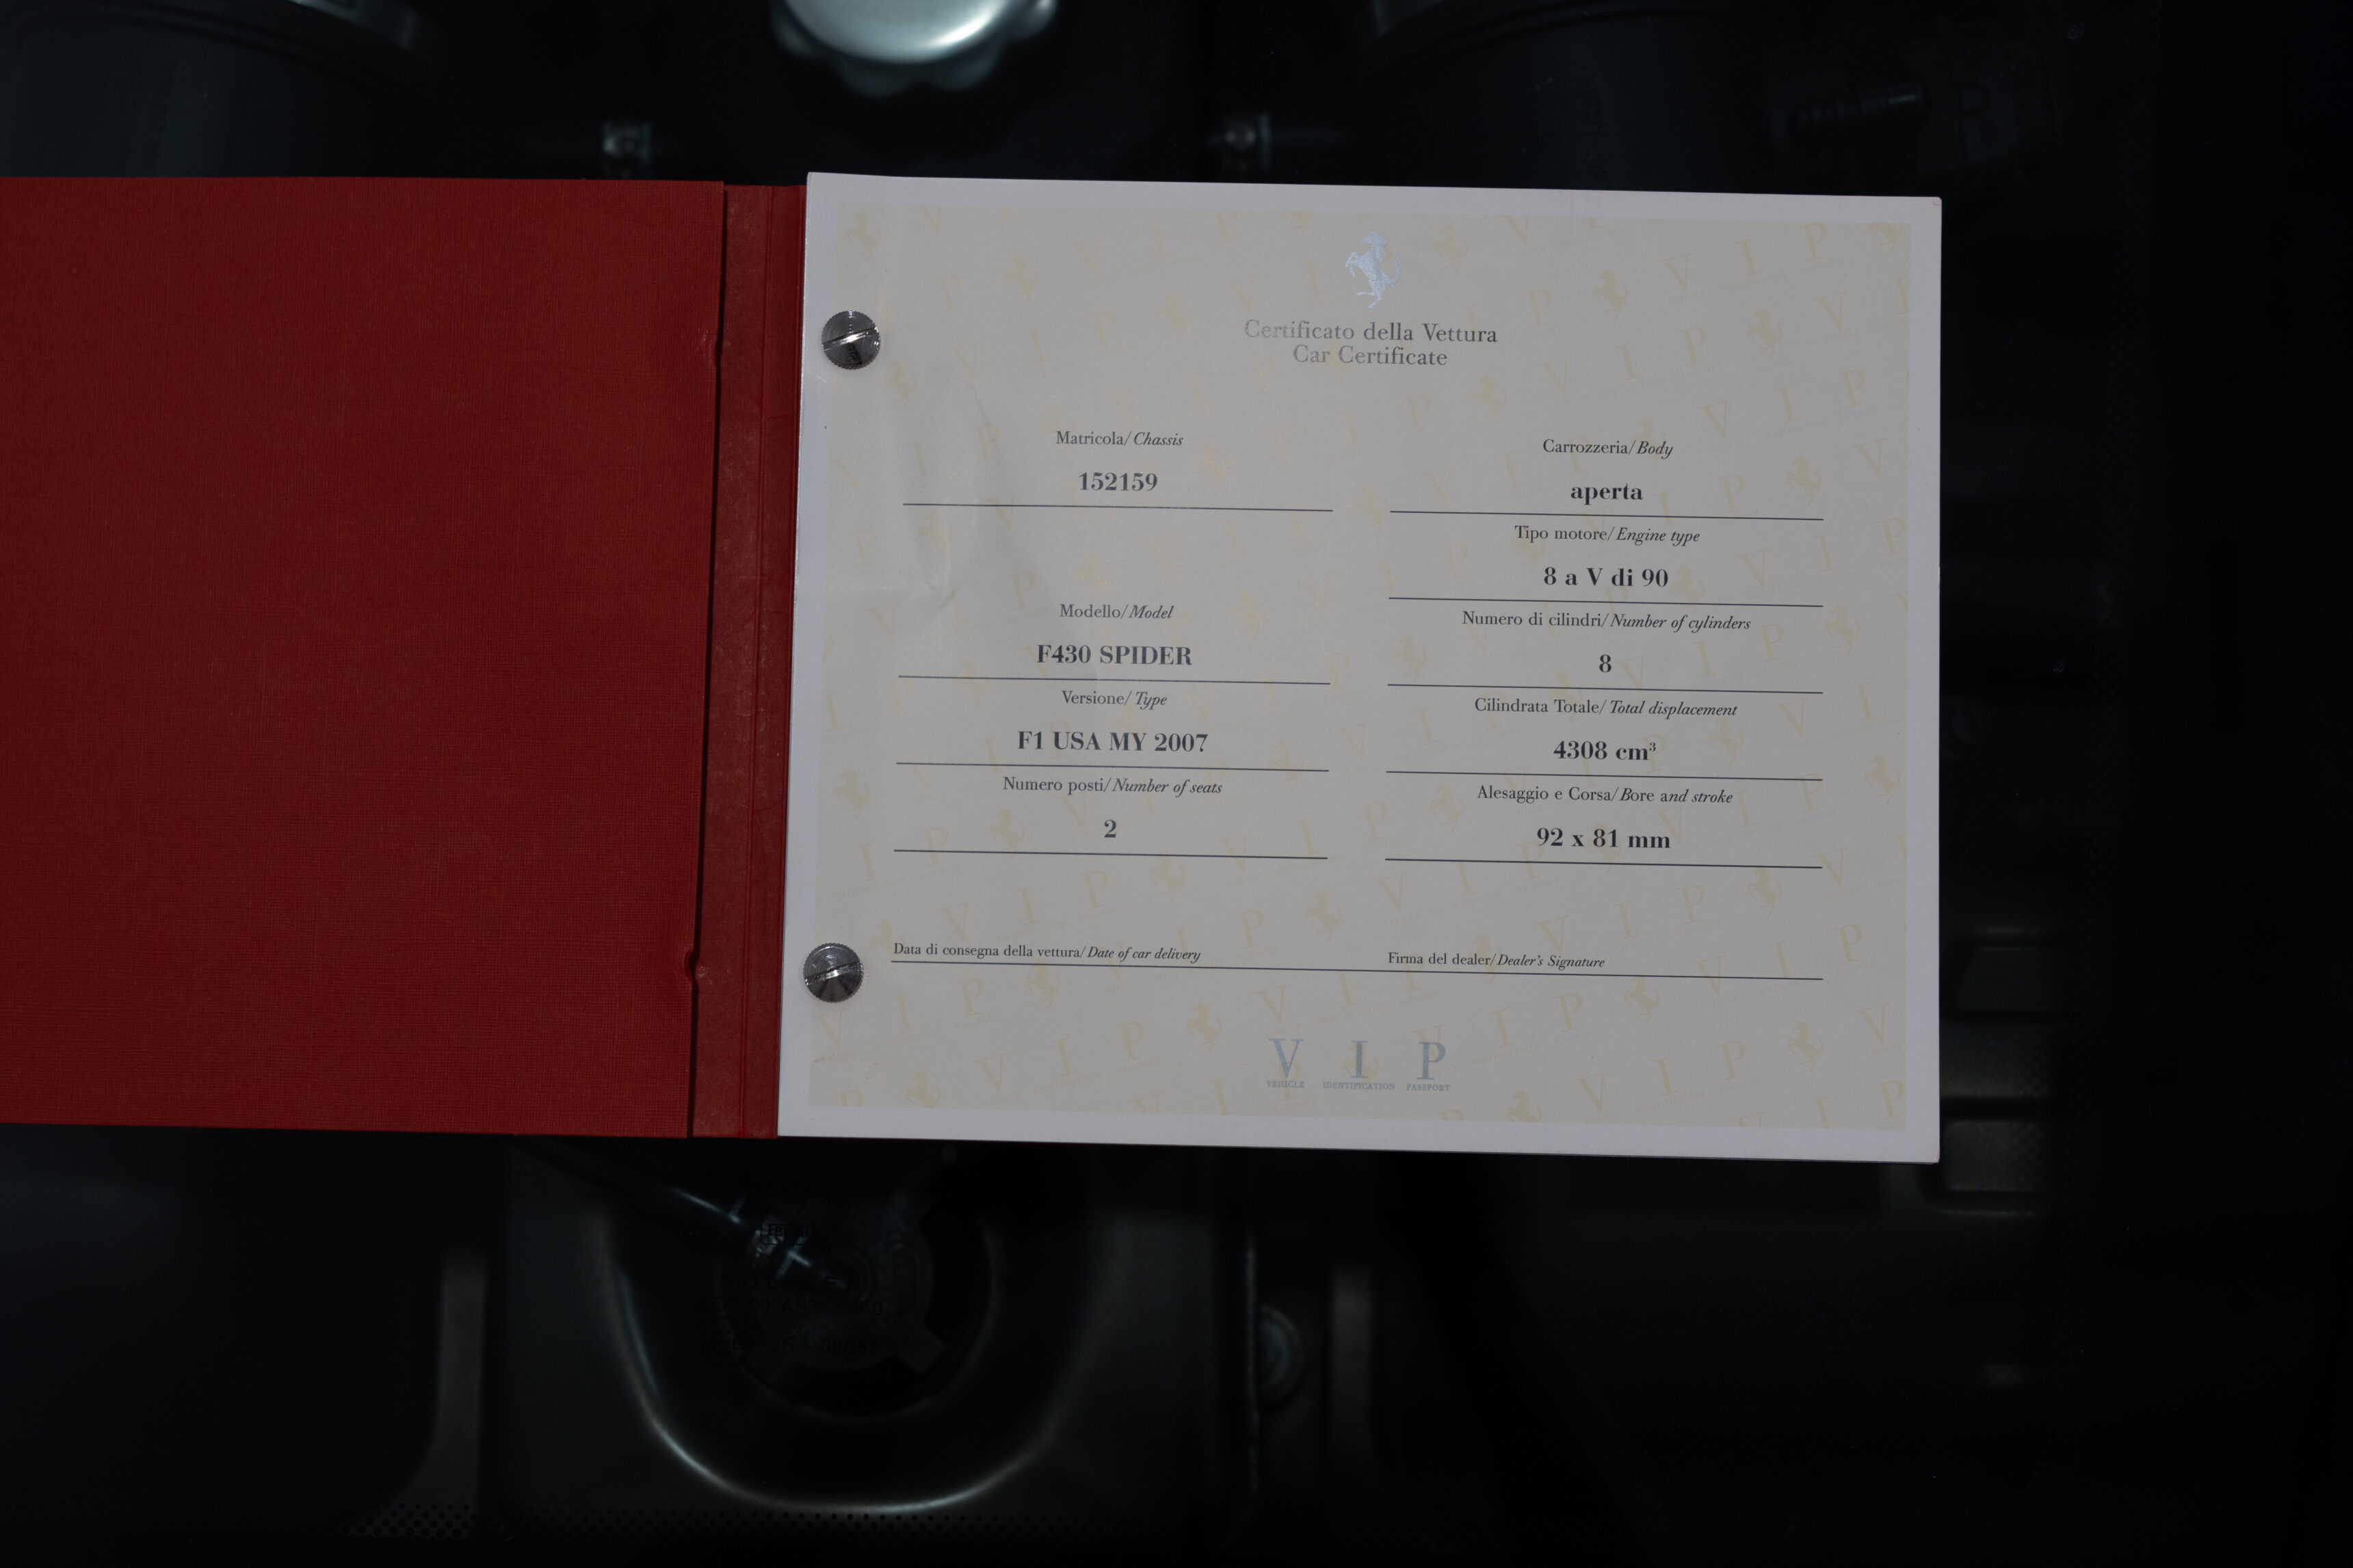 Certificato della Vettura
Car Certificate
Matricola/Chassis
152159
Modello/Model
F430 SPIDER
Versione/Type
F1 USA MY 2007
Numero posti/Number of seats
2
Carrozzeria/Body
aperta
Tipo motore/Engine type
8 a V di 90
Numero di cilindri/Number of cylinders
8
Cilindrata Totale/Total displacement
4308 cm³
Alesaggio e Corsa/Bore and stroke
92 x 81 mm
Data di consegna della vettura/Date of car delivery
Firma del dealer/Dealer's Signature
V I P
VEHICLE IDENTIFICATION PASSPORT